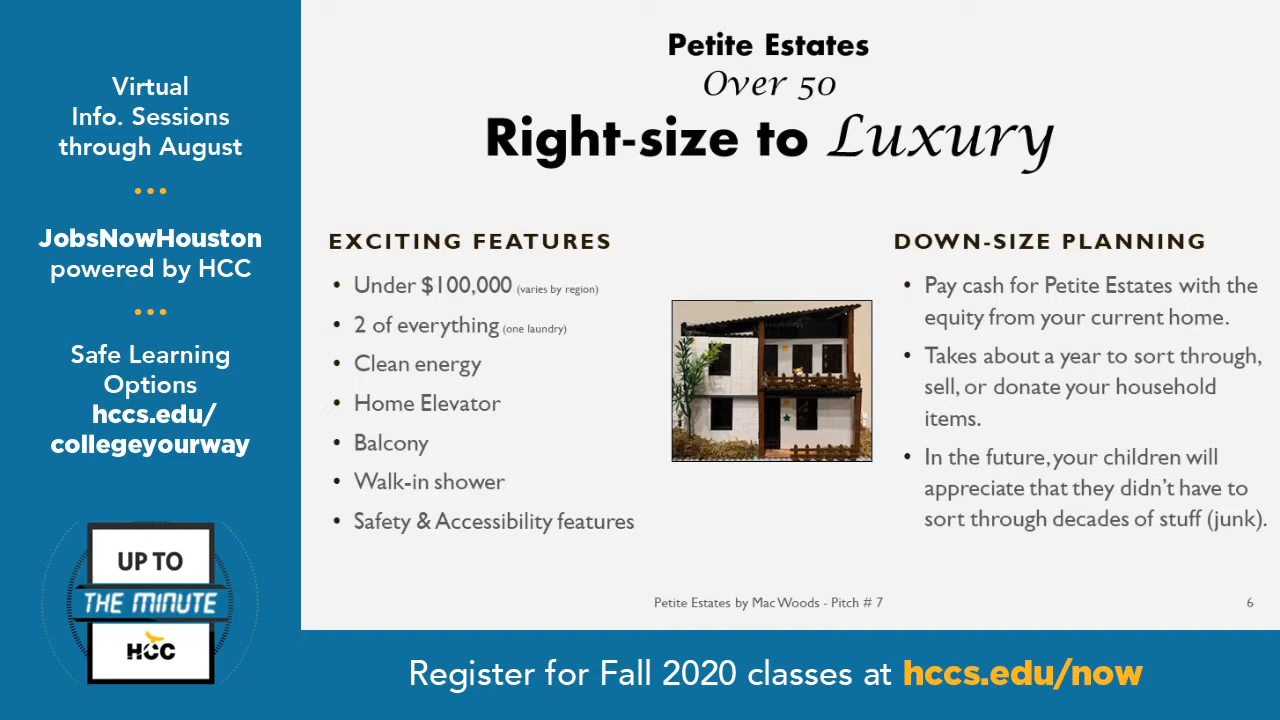 Virtual
Info. Sessions
through August
•••
JobsNowHouston
powered by HCC
•••
Safe Learning
Options
hccs.edu/
collegeyourway
UP TO
THE MINUTE
HCC
Petite Estates
Over 50
Right-size to Luxury
EXCITING FEATURES
• Under $100,000 (varies by region)
• 2 of everything (one laundry)
• Clean energy
• Home Elevator
• Balcony
• Walk-in shower
• Safety & Accessibility features
DOWN-SIZE PLANNING
• Pay cash for Petite Estates with the
equity from your current home.
• Takes about a year to sort through,
sell, or donate your household
items.
• In the future, your children will
appreciate that they didn't have to
sort through decades of stuff (junk).
Petite Estates by Mac Woods - Pitch # 7
6
Register for Fall 2020 classes at hccs.edu/now